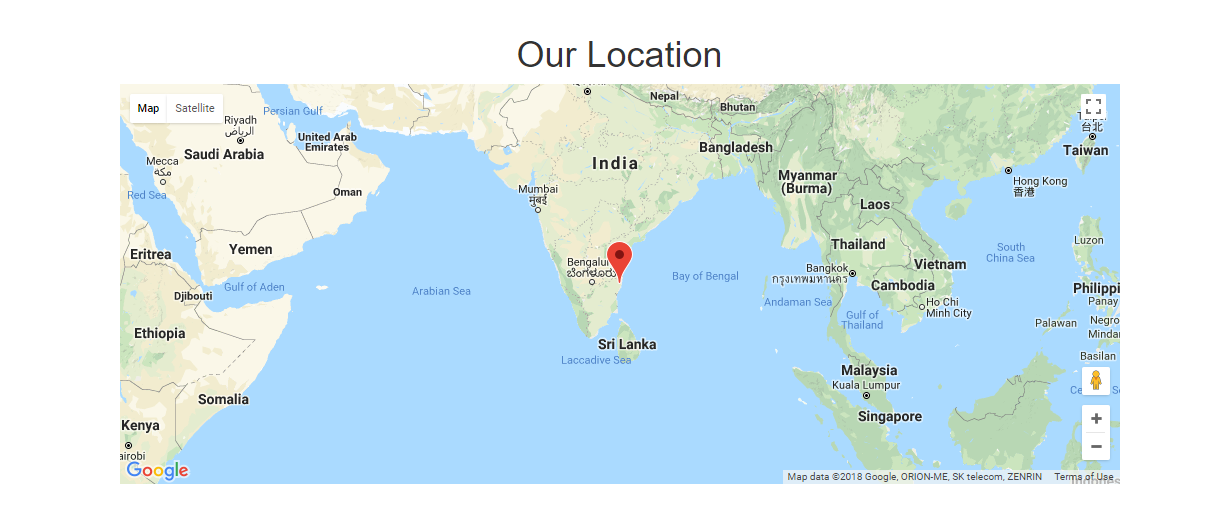 Our Location
Map
Satellite
Persian Gulf
Nepal
Bhutan
Riyadh
الرياض
United Arab
Emirates
Saudi Arabia
Mecca
مكة
Red Sea
Oman
India
Bangladesh
Mumbai
मुंबई
Myanmar
(Burma)
台北
Taiwan
Hong Kong
香港
Laos
Eritrea
Yemen
Thailand
Vietnam
Luzon
South
China Sea
Bengalur
ಬೆಂಗಳೂರು
Bay of Bengal
Bangkok
กรุงเทพมหานคร
Cambodia
Djibouti
Gulf of Aden
Arabian Sea
Andaman Sea
Ho Chi
Minh City
Philippi
Panay
Gulf of
Thailand
Palawan
Negro
Mindar
Ethiopia
Sri Lanka
Laccadive Sea
Basilan
Malaysia
Kuala Lumpur
Somalia
Singapore
Kenya
airobi
Google
Map data ©2018 Google, ORION-ME, SK telecom, ZENRIN
Terms of Use